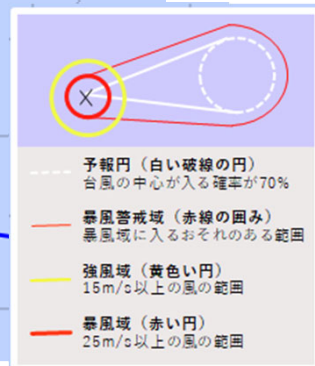 予報円（白い破線の円）
台風の中心が入る確率が70%
暴風警戒域（赤線の囲み）
暴風域に入るおそれのある範囲
強風域（黄色い円）
15m/s以上の風の範囲
暴風域（赤い円）
25m/s以上の風の範囲